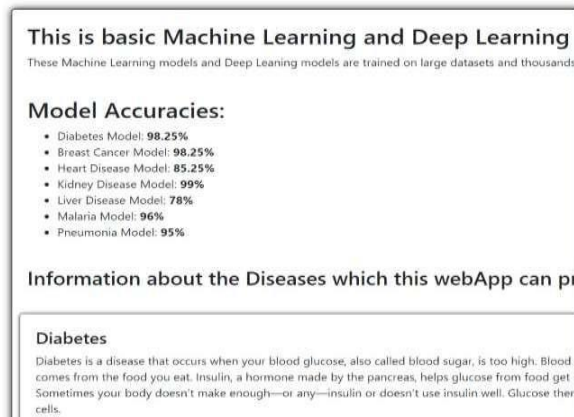 This is basic Machine Learning and Deep Learning
These Machine Learning models and Deep Leaning models are trained on large datasets and thousands
Model Accuracies:
• Diabetes Model: 98.25%
• Breast Cancer Model: 98.25%
• Heart Disease Model: 85.25%
• Kidney Disease Model: 99%
• Liver Disease Model: 78%
• Malaria Model: 96%
• Pneumonia Model: 95%
Information about the Diseases which this webApp can pr
Diabetes
Diabetes is a disease that occurs when your blood glucose, also called blood sugar, is too high. Blood
comes from the food you eat. Insulin, a hormone made by the pancreas, helps glucose from food get
Sometimes your body doesn't make enough—or any—insulin or doesn't use insulin well. Glucose ther
cells.